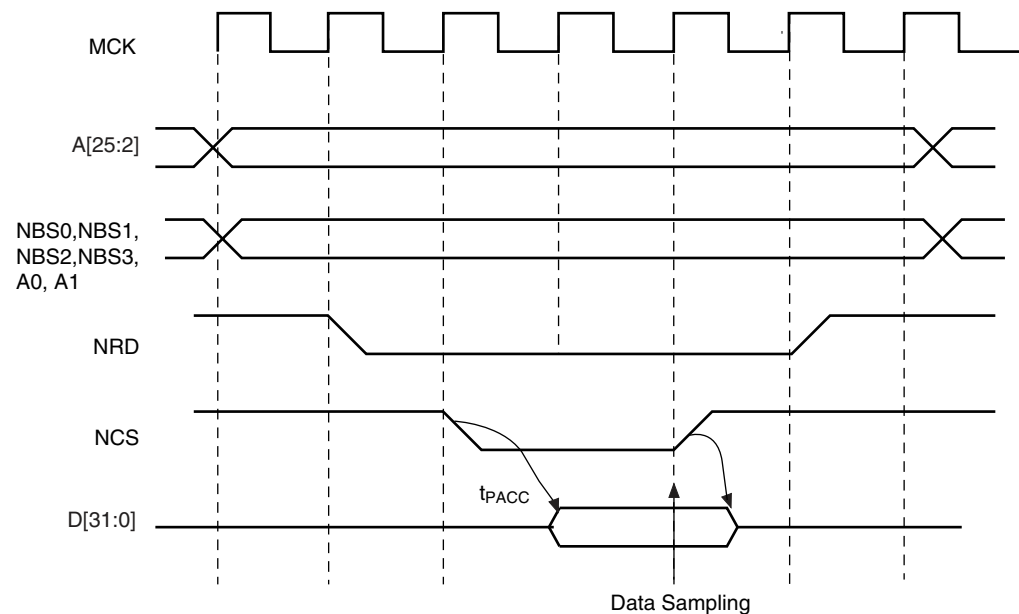 MCK
A[25:2]
NBS0,NBS1,
NBS2,NBS3,
A0, A1
NRD
NCS
tPACC
D[31:0]
Data Sampling